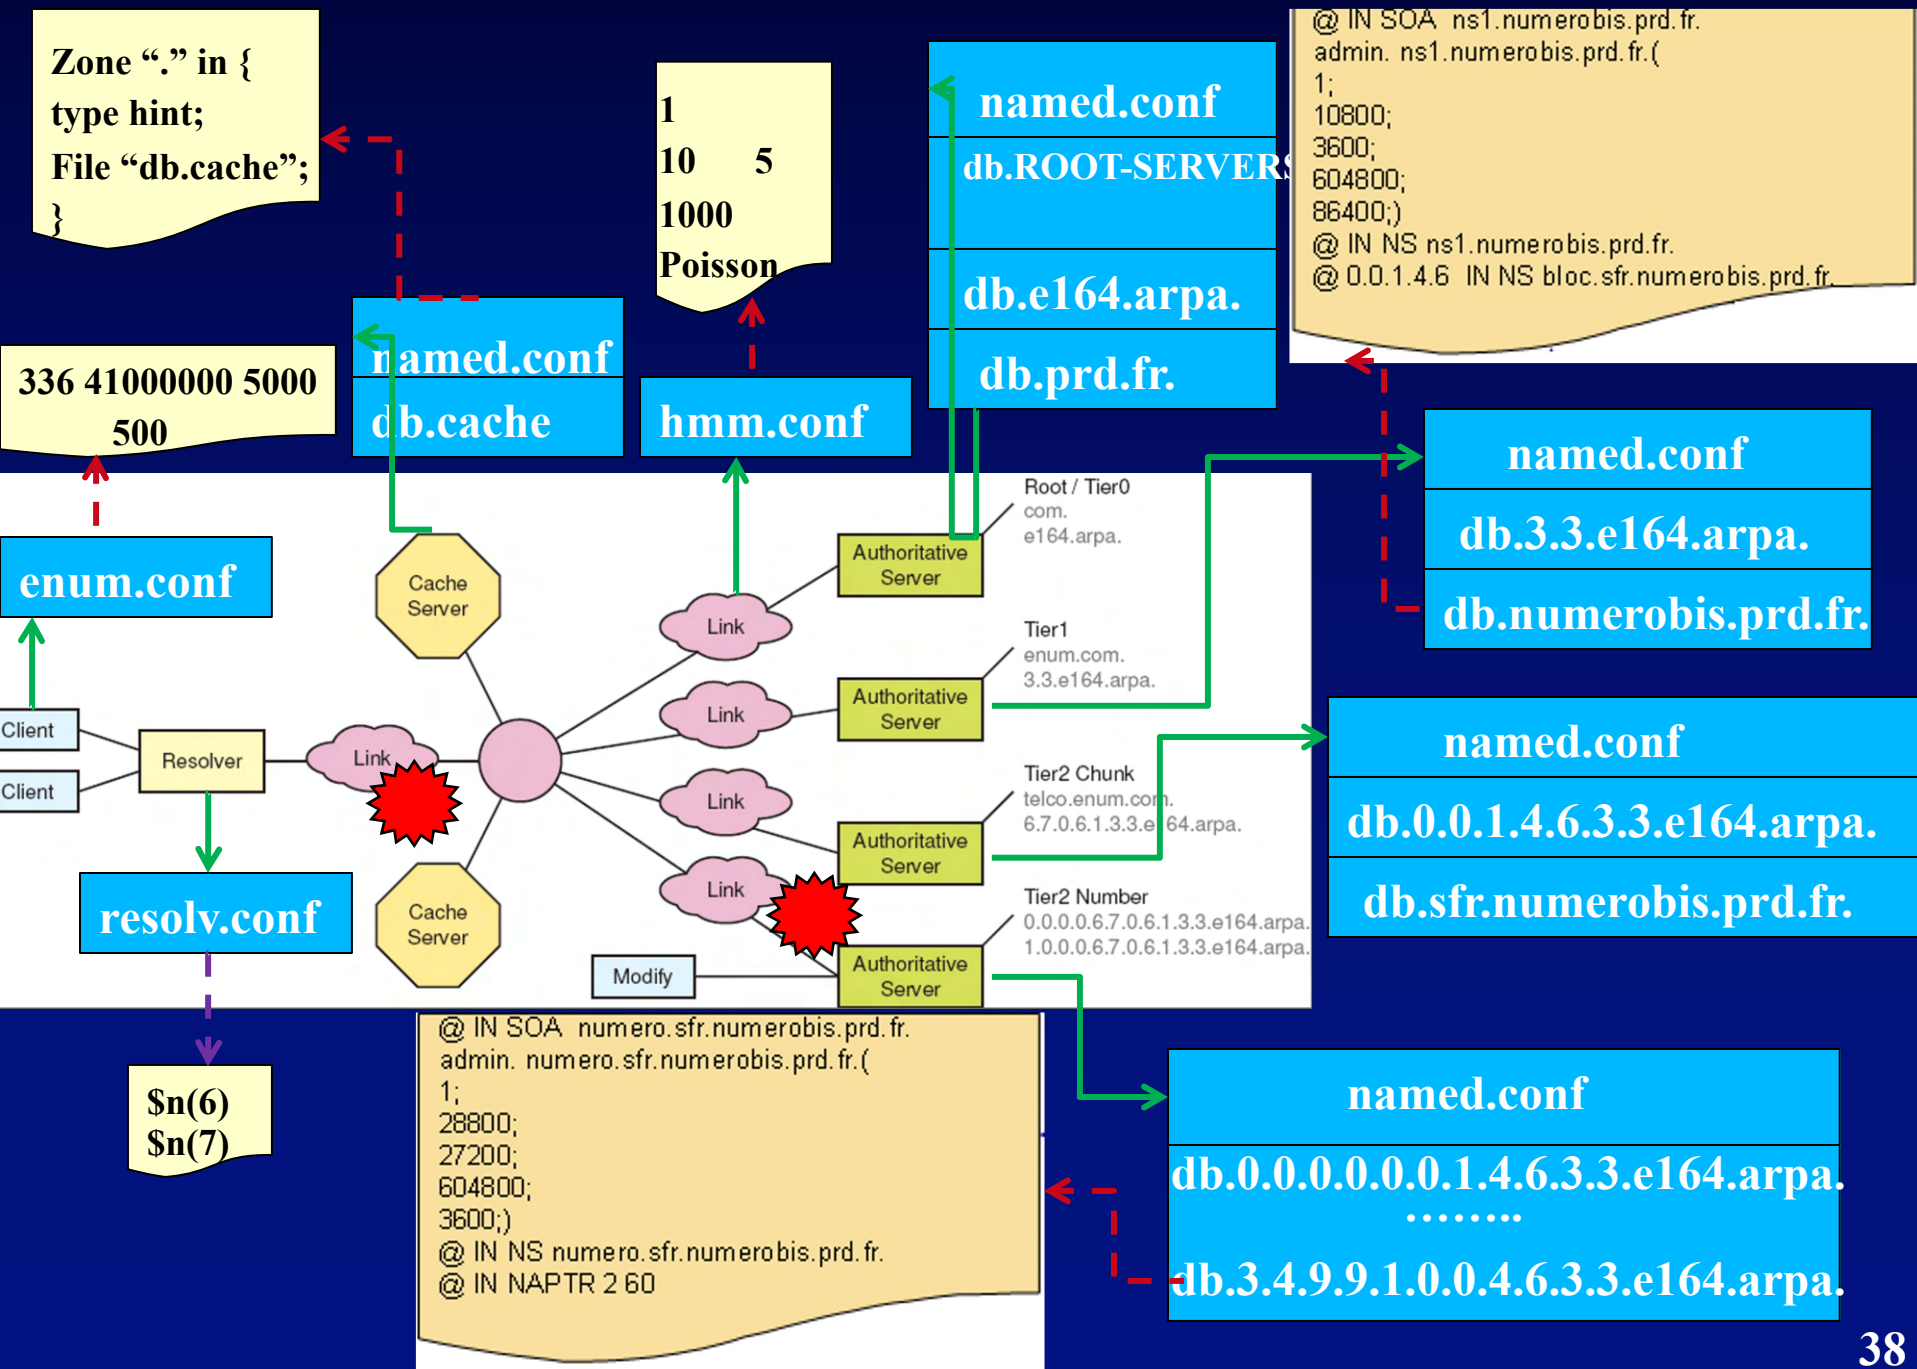 Zone “.” in {
type hint;
File “db.cache”;
}
1
10 5
1000
Poisson
named.conf
db.ROOT-SERVERS
db.e164.arpa.
db.prd.fr.
@ IN SOA ns1.numerobis.prd.fr.
admin. ns1.numerobis.prd.fr.(
1;
10800;
3600;
604800;
86400;)
@ IN NS ns1.numerobis.prd.fr.
@ 0.0.1.4.6 IN NS bloc.sfr.numerobis.prd.fr.
336 41000000 5000
500
named.conf
db.cache
hmm.conf
named.conf
db.3.3.e164.arpa.
db.numerobis.prd.fr.
enum.conf
Cache
Server
Link
Authoritative
Server
Root / Tier0
com.
e164.arpa.
Link
Authoritative
Server
Tier1
enum.com.
3.3.e164.arpa.
Client
Client
Resolver
Link
Link
Authoritative
Server
Tier2 Chunk
telco.enum.com.
6.7.0.6.1.3.3.e164.arpa.
named.conf
db.0.0.1.4.6.3.3.e164.arpa.
db.sfr.numerobis.prd.fr.
resolv.conf
Cache
Server
Link
Modify
Authoritative
Server
Tier2 Number
0.0.0.0.6.7.0.6.1.3.3.e164.arpa.
1.0.0.0.6.7.0.6.1.3.3.e164.arpa.
$n(6)
$n(7)
@ IN SOA numero.sfr.numerobis.prd.fr.
admin. numero.sfr.numerobis.prd.fr.(
1;
28800;
27200;
604800;
3600;)
@ IN NS numero.sfr.numerobis.prd.fr.
@ IN NAPTR 2 60
named.conf
db.0.0.0.0.0.0.1.4.6.3.3.e164.arpa.
……..
db.3.4.9.9.1.0.0.4.6.3.3.e164.arpa.
38